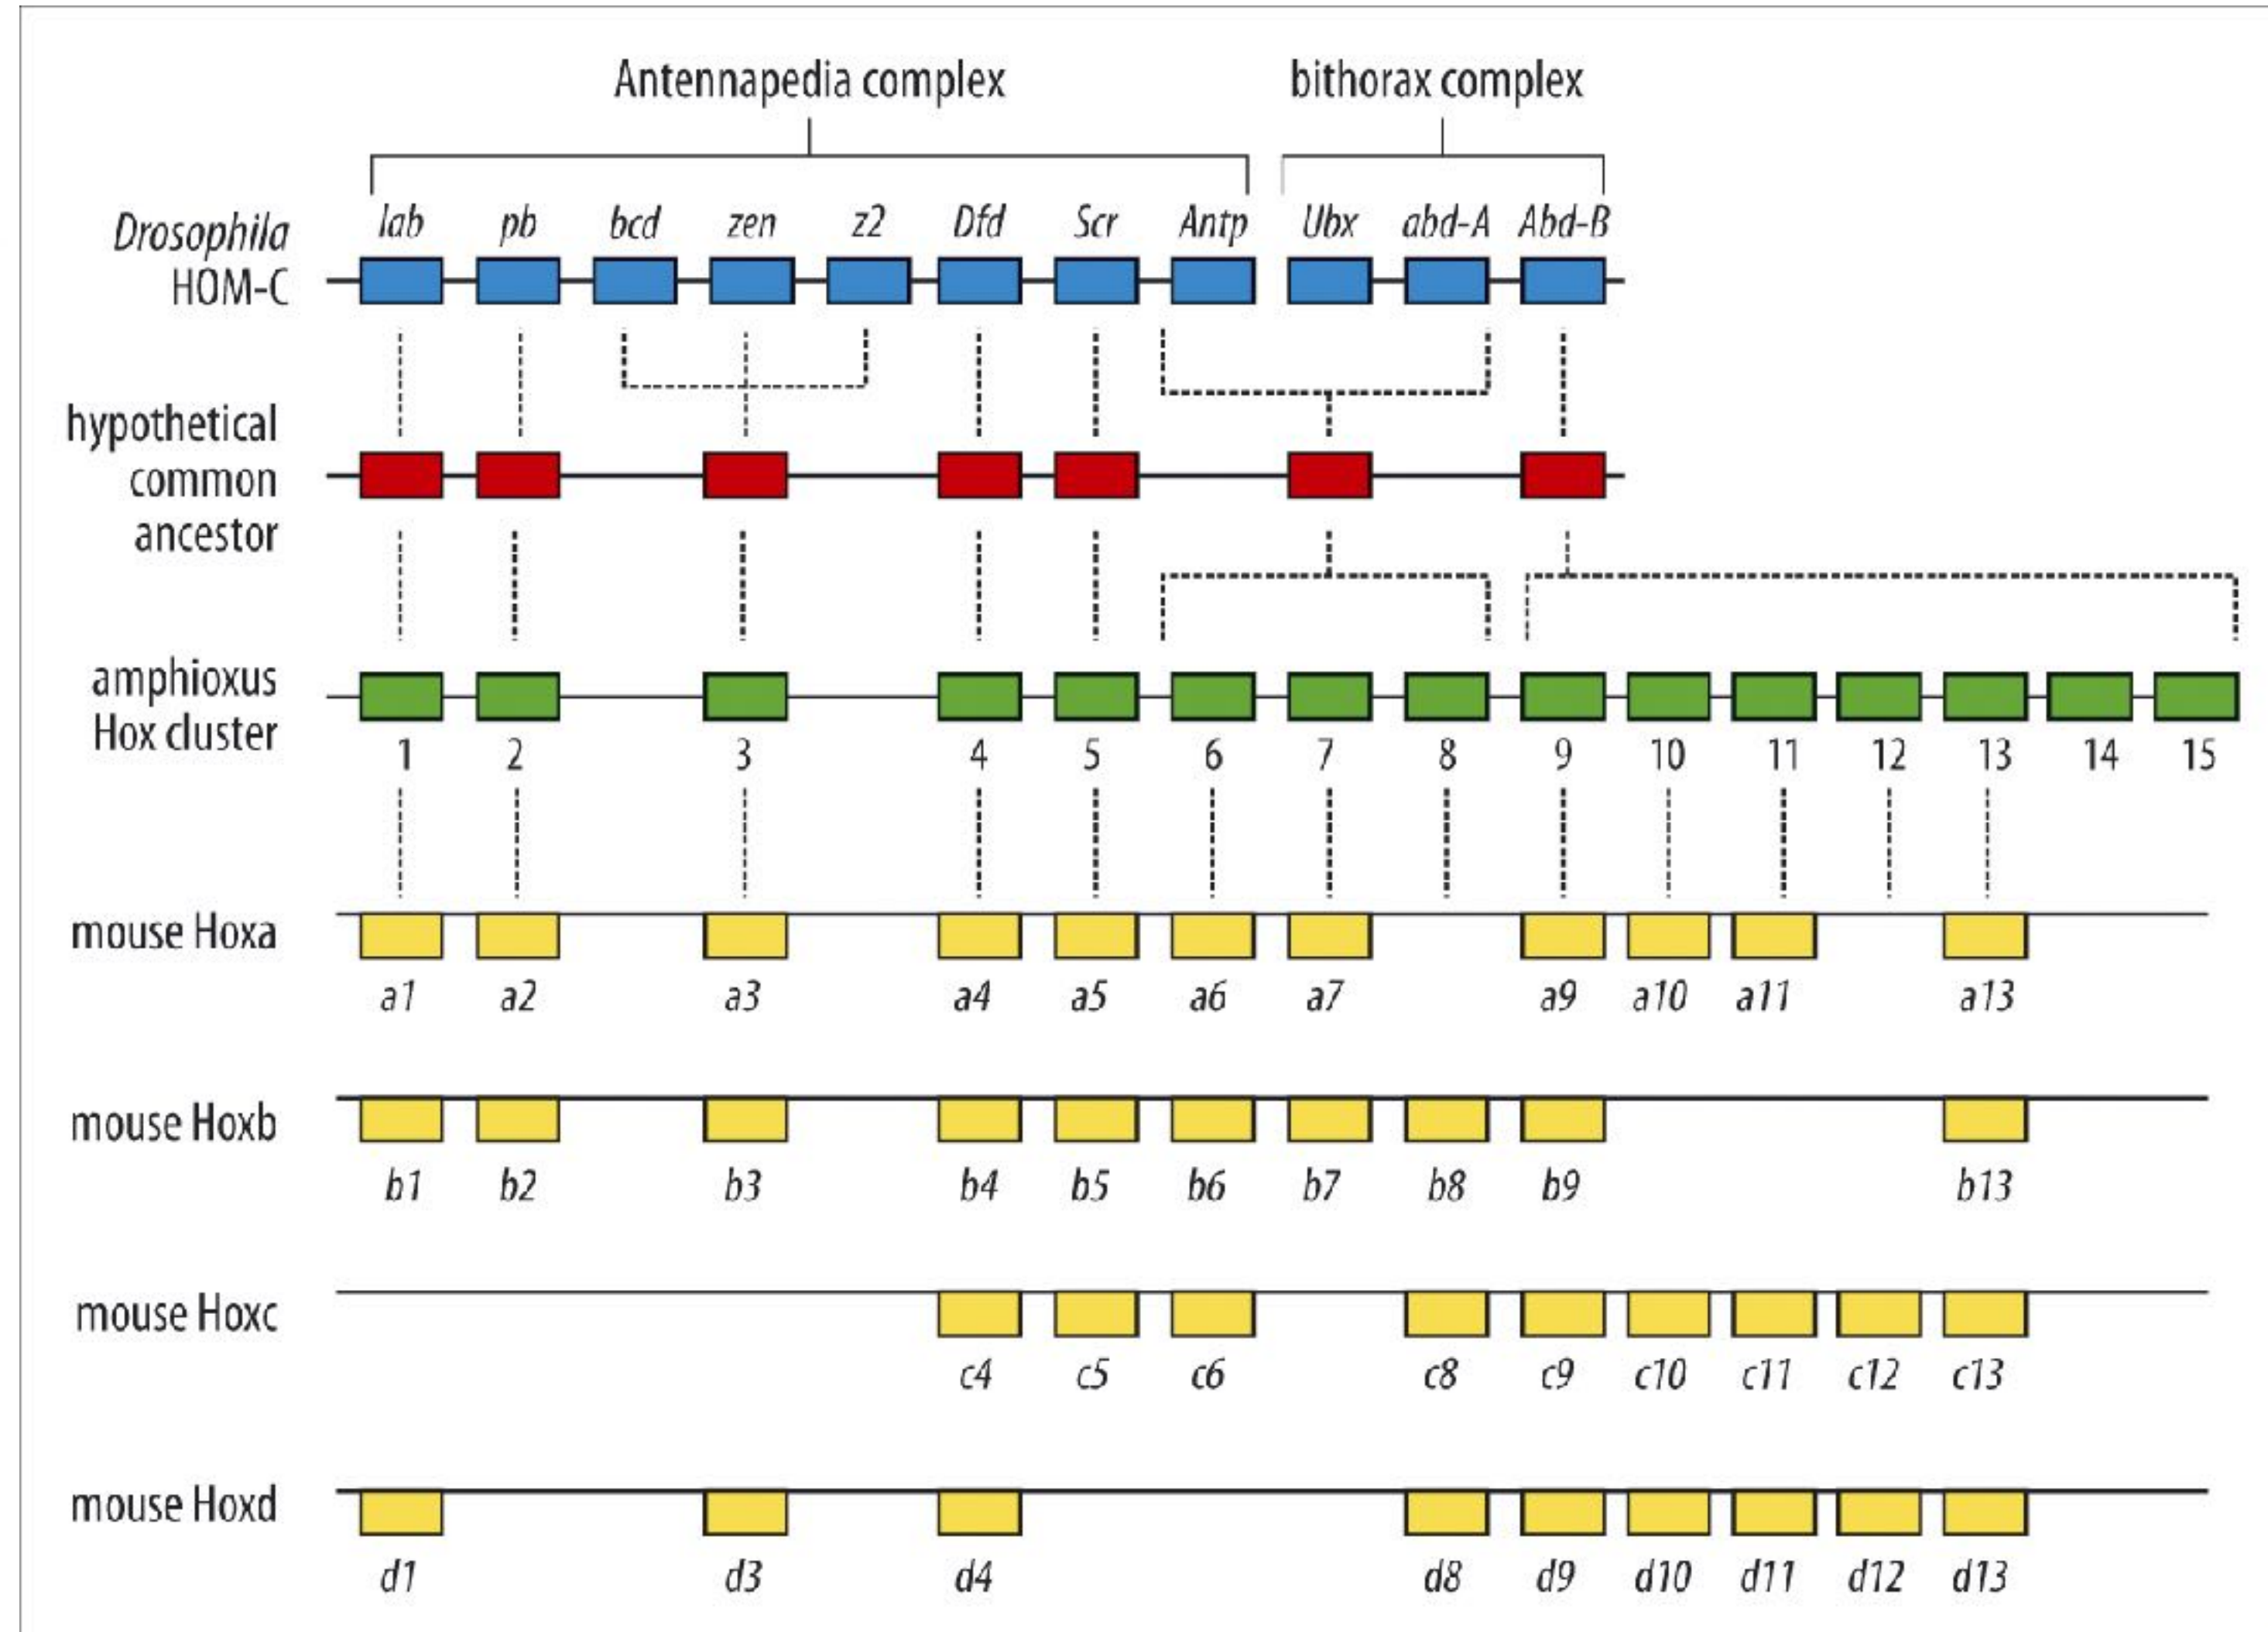 Antennapedia complex bithorax complex
Drosophila lab pb bcd zen z2 Dfd Scr Antp Ubx abd-A Abd-B
HOM-C
hypothetical
common
ancestor
amphioxus
Hox cluster
1 2 3 4 5 6 7 8 9 10 11 12 13 14 15
mouse Hoxa
a1 a2 a3 a4 a5 a6 a7 a9 a10 a11 a13
mouse Hoxb
b1 b2 b3 b4 b5 b6 b7 b8 b9 b13
mouse Hoxc
c4 c5 c6 c8 c9 c10 c11 c12 c13
mouse Hoxd
d1 d3 d4 d8 d9 d10 d11 d12 d13